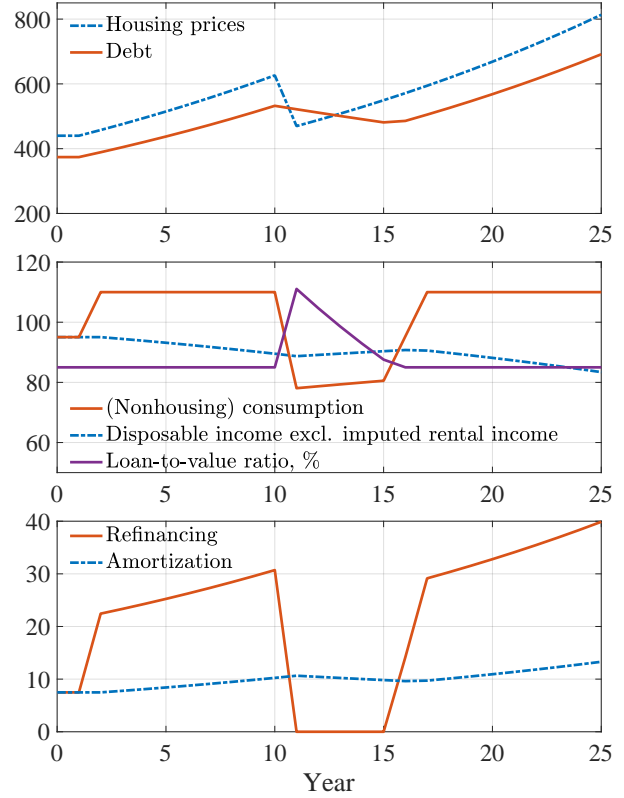 800
600
400
200
Housing prices
Debt
0 5 10 15 20 25
120
100
80
60
(Nonhousing) consumption
Disposable income excl. imputed rental income
Loan-to-value ratio, %
0 5 10 15 20 25
40
30
20
10
0
Refinancing
Amortization
0 5 10 15 20 25
Year